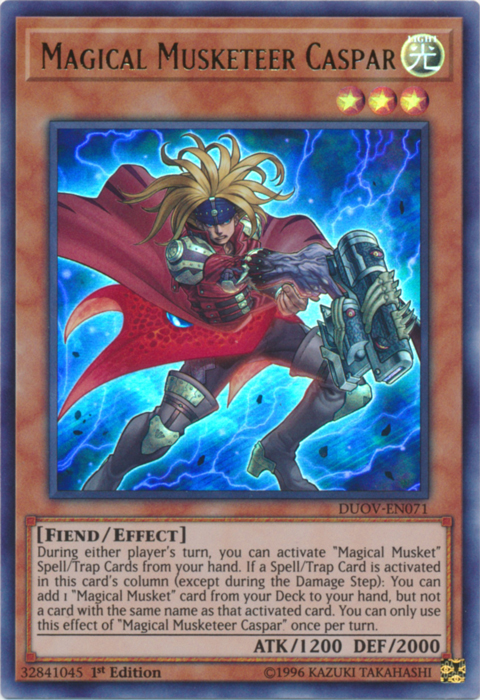 MAGICAL MUSKETEER CASPAR
LIGHT
光
DUOV-EN071
[FIEND/EFFECT]
During either player's turn, you can activate "Magical Musket"
Spell/Trap Cards from your hand. If a Spell/Trap Card is activated
in this card's column (except during the Damage Step): You can
add 1 "Magical Musket" card from your Deck to your hand, but not
a card with the same name as that activated card. You can only use
this effect of "Magical Musketeer Caspar" once per turn.
ATK/1200 DEF/2000
32841045 1st Edition ©1996 KAZUKI TAKAHASHI